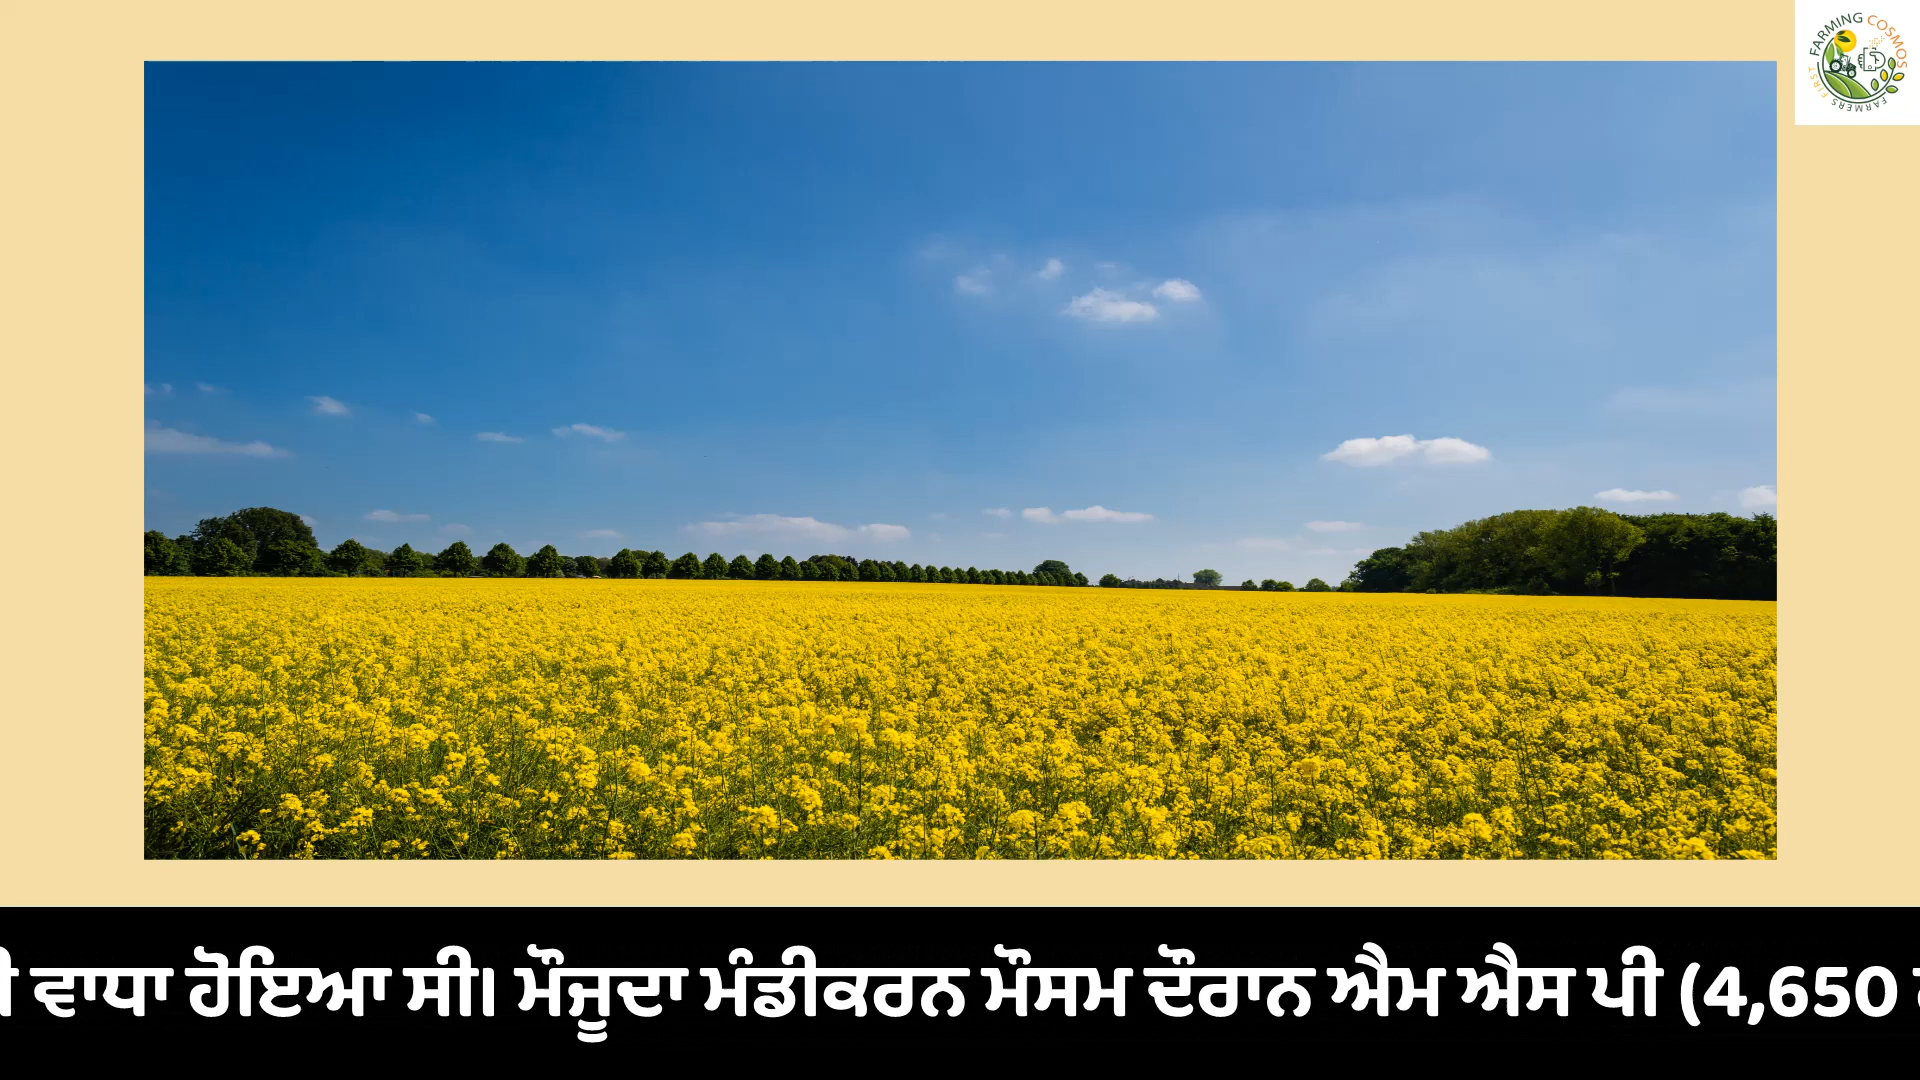 FARMING COSMOS
FARMERS FIRST
ਵਾਧਾ ਹੋਇਆ ਸੀ। ਮੌਜੂਦਾ ਮੰਡੀਕਰਨ ਮੌਸਮ ਦੌਰਾਨ ਐਮ ਐਸ ਪੀ (4,650